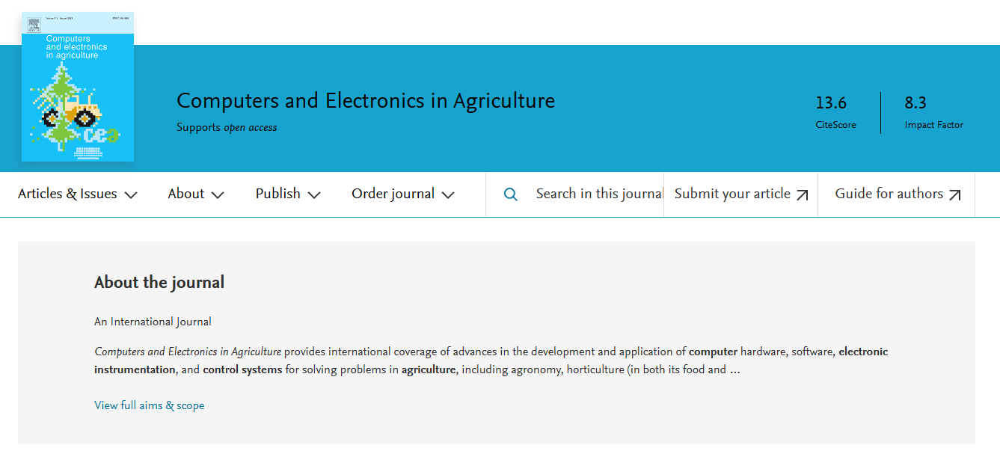 Computers
and electronics
in agriculture
cea
Computers and Electronics in Agriculture
Supports open access
13.6
CiteScore
8.3
Impact Factor
Articles & Issues
About
Publish
Order journal
Search in this journal
Submit your article
Guide for authors
About the journal
An International Journal
Computers and Electronics in Agriculture provides international coverage of advances in the development and application of computer hardware, software, electronic
instrumentation, and control systems for solving problems in agriculture, including agronomy, horticulture (in both its food and ...
View full aims & scope